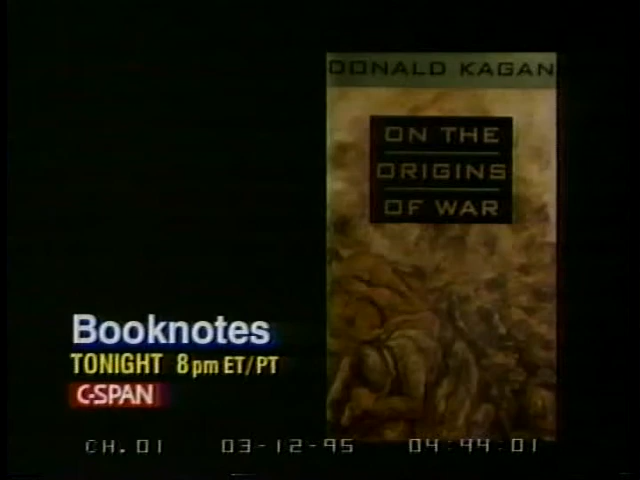 DONALD KAGAN
ON THE
ORIGINS
OF WAR
Booknotes
TONIGHT 8pm ET/PT
C-SPAN
CH.01 03-12-95 04:44:01